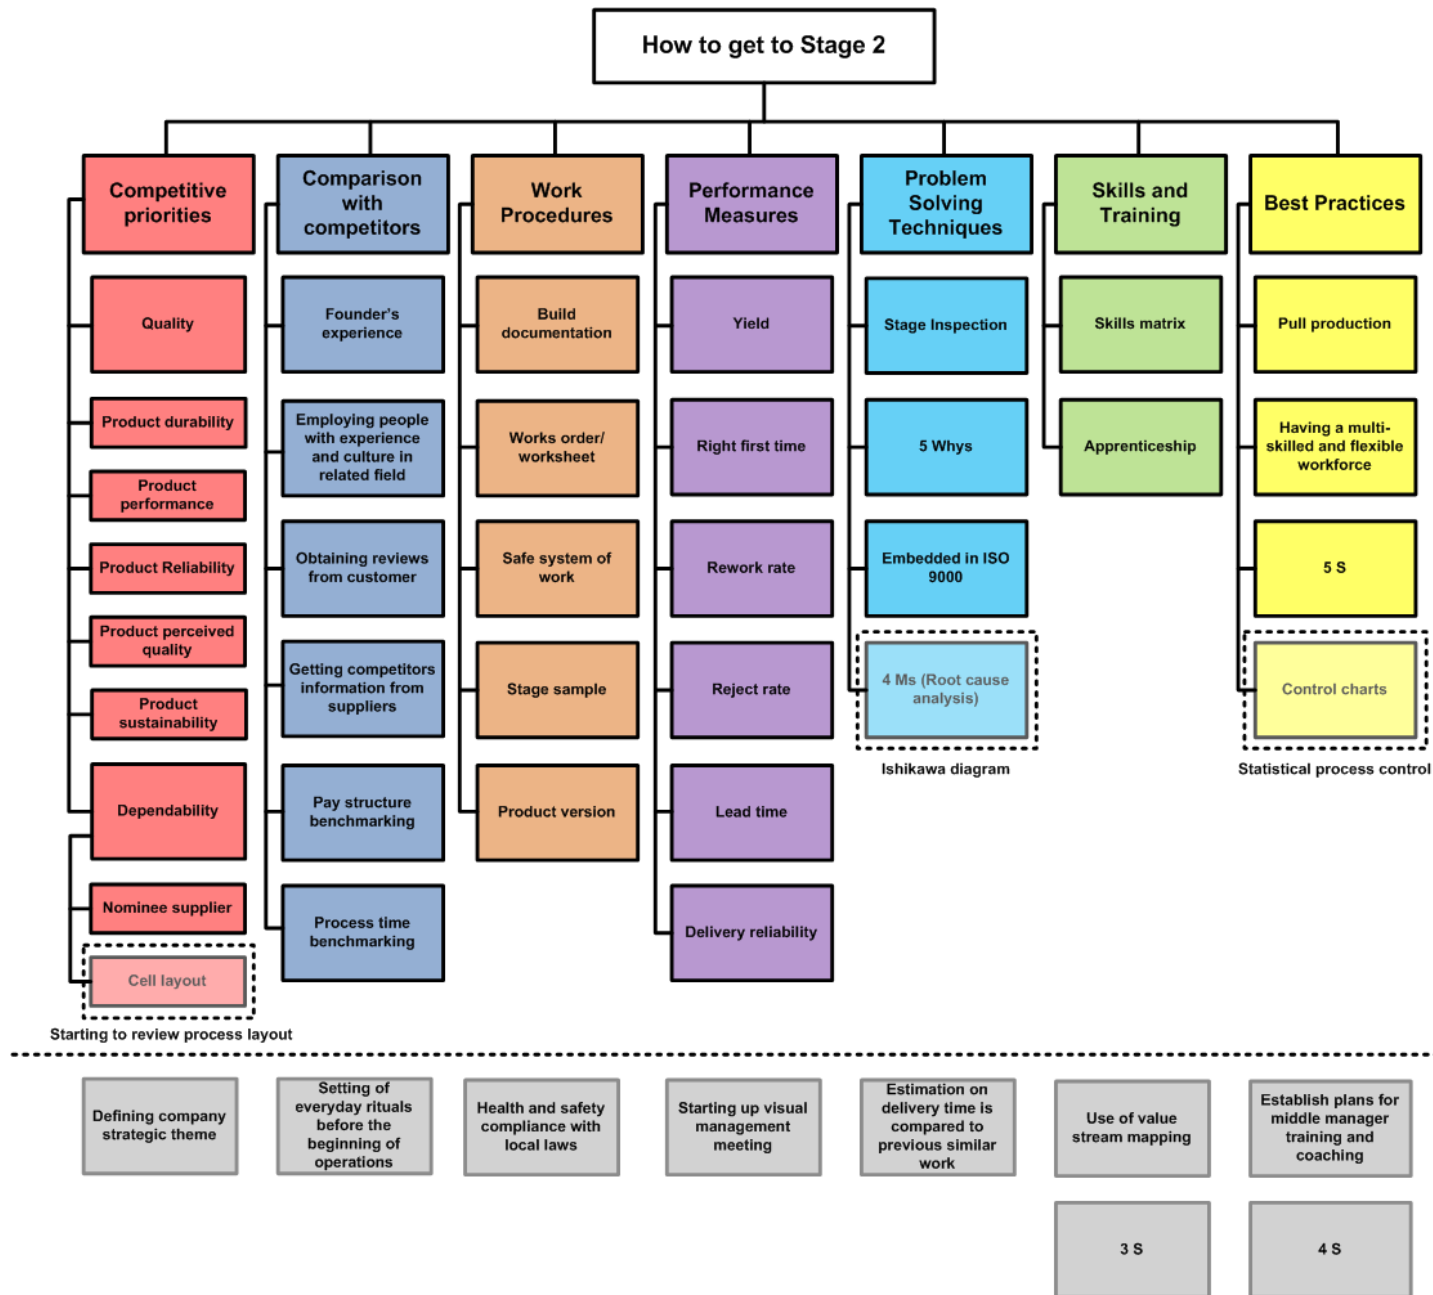 How to get to Stage 2
Competitive
priorities
Comparison
with
competitors
Work
Procedures
Performance
Measures
Problem
Solving
Techniques
Skills and
Training
Best Practices
Quality
Founder's
experience
Build
documentation
Yield
Stage Inspection
Skills matrix
Pull production
Product durability
Product
performance
Employing people
with experience
and culture in
related field
Works order/
worksheet
Right first time
5 Whys
Apprenticeship
Having a multi-
skilled and flexible
workforce
Product Reliability
Obtaining reviews
from customer
Safe system of
work
Rework rate
Embedded in ISO
9000
5 S
Product perceived
quality
Product
sustainability
Getting competitors
information from
suppliers
Stage sample
Reject rate
4 Ms (Root cause
analysis)
Control charts
Ishikawa diagram
Statistical process control
Dependability
Pay structure
benchmarking
Product version
Lead time
Nominee supplier
Process time
benchmarking
Delivery reliability
Cell layout
Starting to review process layout
Defining company
strategic theme
Setting of
everyday rituals
before the
beginning of
operations
Health and safety
compliance with
local laws
Starting up visual
management
meeting
Estimation on
delivery time is
compared to
previous similar
work
Use of value
stream mapping
Establish plans for
middle manager
training and
coaching
3 S
4 S